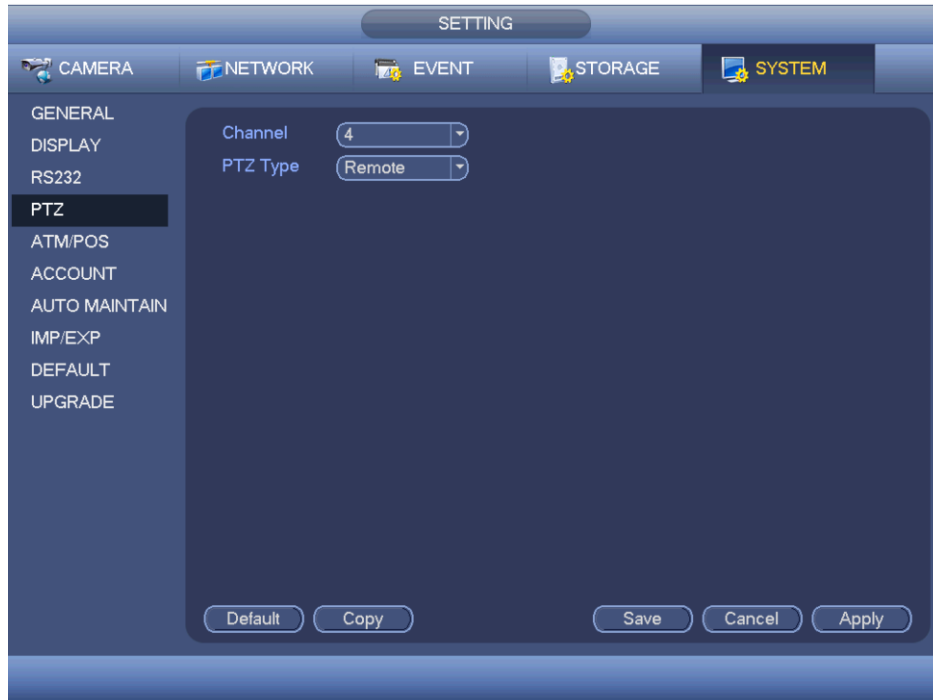 SETTING
CAMERA NETWORK EVENT STORAGE SYSTEM
GENERAL
DISPLAY
RS232
PTZ
ATM/POS
ACCOUNT
AUTO MAINTAIN
IMP/EXP
DEFAULT
UPGRADE
Channel 4
PTZ Type Remote
Default Copy Save Cancel Apply